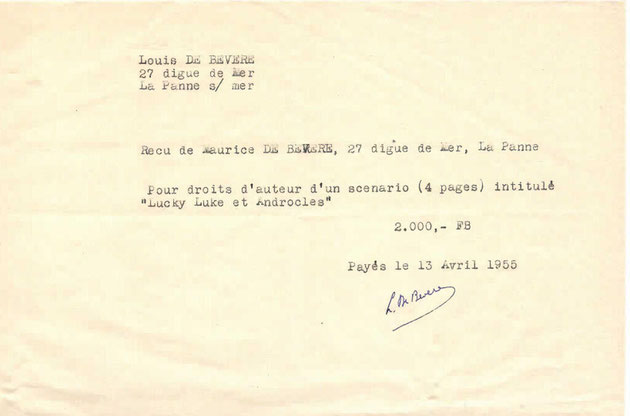 Louis DE BEVERE
27 digue de Mer
La Panne s/ mer
Recu de Maurice DE BEVERE, 27 digue de Mer, La Panne
Pour droits d'auteur d'un scenario (4 pages) intitulé
"Lucky Luke et Androcles"
2.000,- FB
Payés le 13 Avril 1955
L. De Bevere